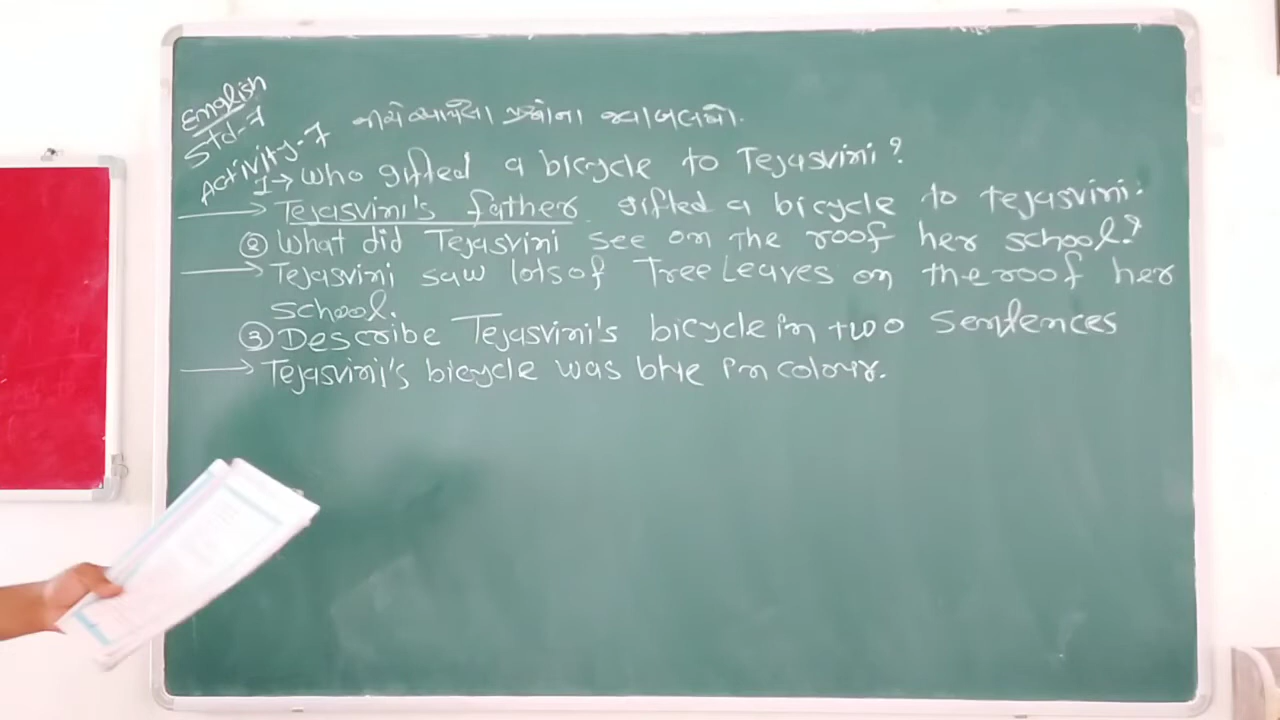 English
Std-7
Activity-7
નીચે આપેલા પ્રશ્નોના જવાબ લખો.
1→ Who gifted a bicycle to Tejasvini?
→ Tejasvini's father gifted a bicycle to tejasvini.
② What did Tejasvini see on the roof her school?
→ Tejasvini saw lots of Tree Leaves on the roof her
school.
③ Describe Tejasvini's bicycle in two Sentences
→ Tejasvini's bicycle was blue in colour.